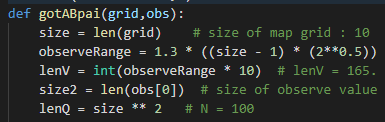 def gotABpai(grid,obs):
size = len(grid)    # size of map grid : 10
observeRange = 1.3 * ((size - 1) * (2**0.5))
lenV = int(observeRange * 10)  # lenV = 165.
size2 = len(obs[0])  # size of observe value
lenQ = size ** 2   # N = 100